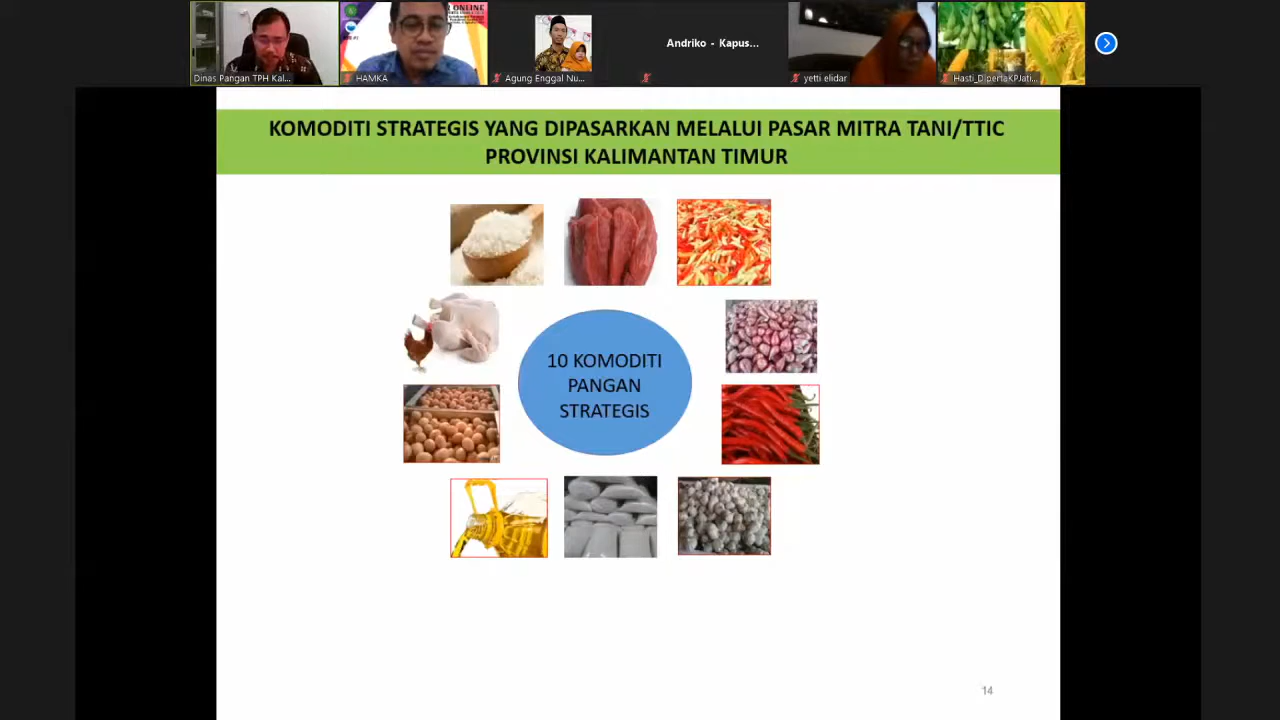 ONLINE
Dinas Pangan TPH Kal...
HAMKA
Agung Enggal Nu...
Andriko - Kapus...
yetti elidar
Hasti_DipertaKPJati...
KOMODITI STRATEGIS YANG DIPASARKAN MELALUI PASAR MITRA TANI/TTIC
PROVINSI KALIMANTAN TIMUR
10 KOMODITI
PANGAN
STRATEGIS
14